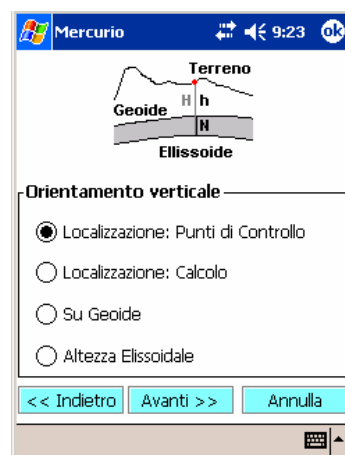 Mercurio 9:23 ok
Terreno
Geoide H h
N
Ellissoide
Orientamento verticale
Localizzazione: Punti di Controllo
Localizzazione: Calcolo
Su Geoide
Altezza Elissoidale
<< Indietro Avanti >> Annulla